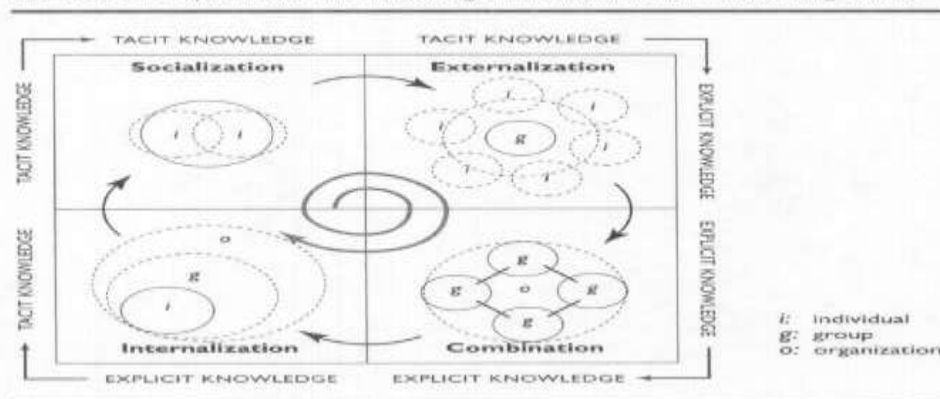 TACIT KNOWLEDGE TACIT KNOWLEDGE
Socialization Externalization
TACIT KNOWLEDGE
EXPLICIT KNOWLEDGE
i i
i
i
i
g
i
i
i
TACIT KNOWLEDGE
EXPLICIT KNOWLEDGE
o
g
i
g
g
o
g
g
Internalization Combination
EXPLICIT KNOWLEDGE EXPLICIT KNOWLEDGE
i: individual
g: group
o: organization